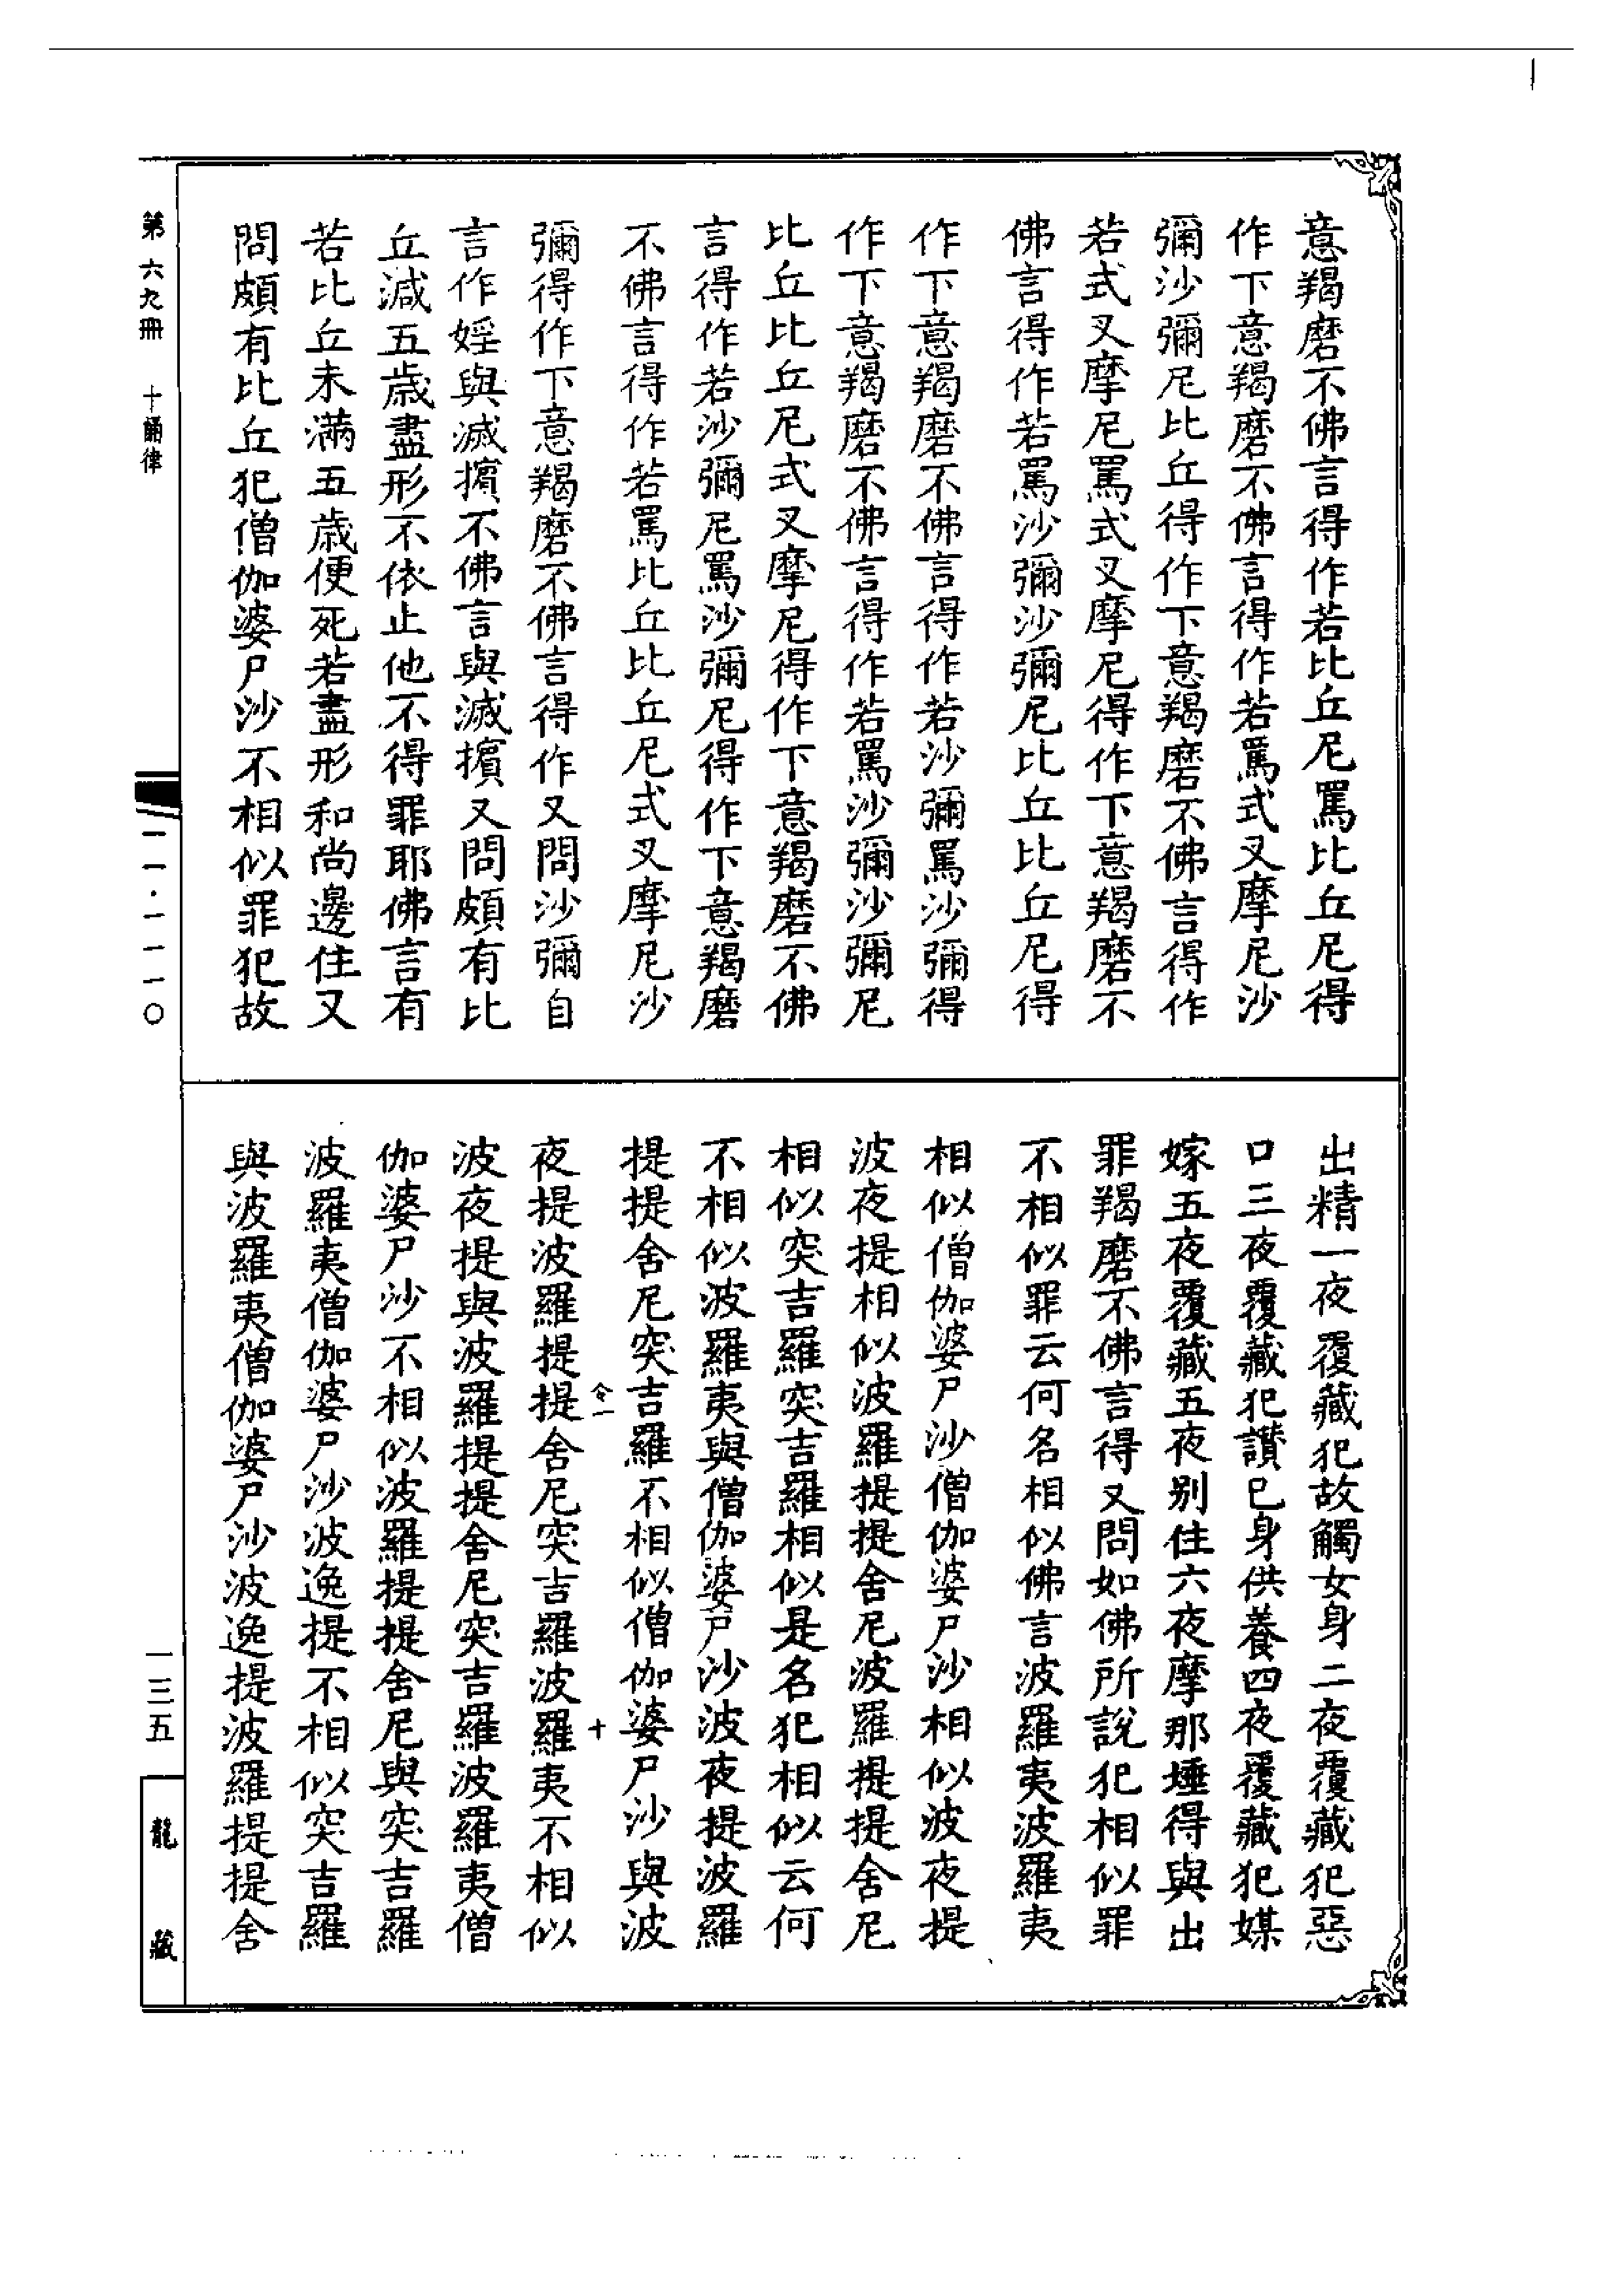 意羯磨不佛言得作若比丘尼罵比丘尼得
作下意羯磨不佛言得作若罵式叉摩尼沙
彌沙彌尼比丘得作下意羯磨不佛言得作
若式叉摩尼罵式叉摩尼得作下意羯磨不
佛言得作若罵沙彌沙彌尼比丘比丘尼得
作下意羯磨不佛言得作若沙彌罵沙彌得
作下意羯磨不佛言得作若罵沙彌沙彌尼
比丘比丘尼式叉摩尼得作下意羯磨不佛
言得作若沙彌尼罵沙彌尼得作下意羯磨
不佛言得作若罵比丘比丘尼式叉摩尼沙
彌得作下意羯磨不佛言得作又問沙彌自
言作婬與滅擯不佛言與滅擯又問頗有比
丘減五歲盡形不依止他不得罪耶佛言有
若比丘未滿五歲便死若盡形和尚邊住又
問頗有比丘犯僧伽婆尸沙不相似罪犯故
出精一夜覆藏犯故觸女身二夜覆藏犯惡
口三夜覆藏犯讚已身供養四夜覆藏犯媒
嫁五夜覆藏五夜別住六夜摩那埵得與出
罪羯磨不佛言得又問如佛所說犯相似罪
不相似罪云何名相似佛言波羅夷波羅夷
相似僧伽婆尸沙僧伽婆尸沙相似波夜提
波夜提相似波羅提提舍尼波羅提提舍尼
相似突吉羅突吉羅相似是名犯相似云何
不相似波羅夷與僧伽婆尸沙波夜提波羅
提提舍尼突吉羅不相似僧伽婆尸沙與波
夜提波羅提提舍尼突吉羅波羅夷不相似
波夜提與波羅提提舍尼突吉羅波羅夷僧
伽婆尸沙不相似波羅提提舍尼與突吉羅
波羅夷僧伽婆尸沙波逸提不相似突吉羅
與波羅夷僧伽婆尸沙波逸提波羅提提舍
第六九冊 十誦律
一一·一一一〇
一三五
龍藏